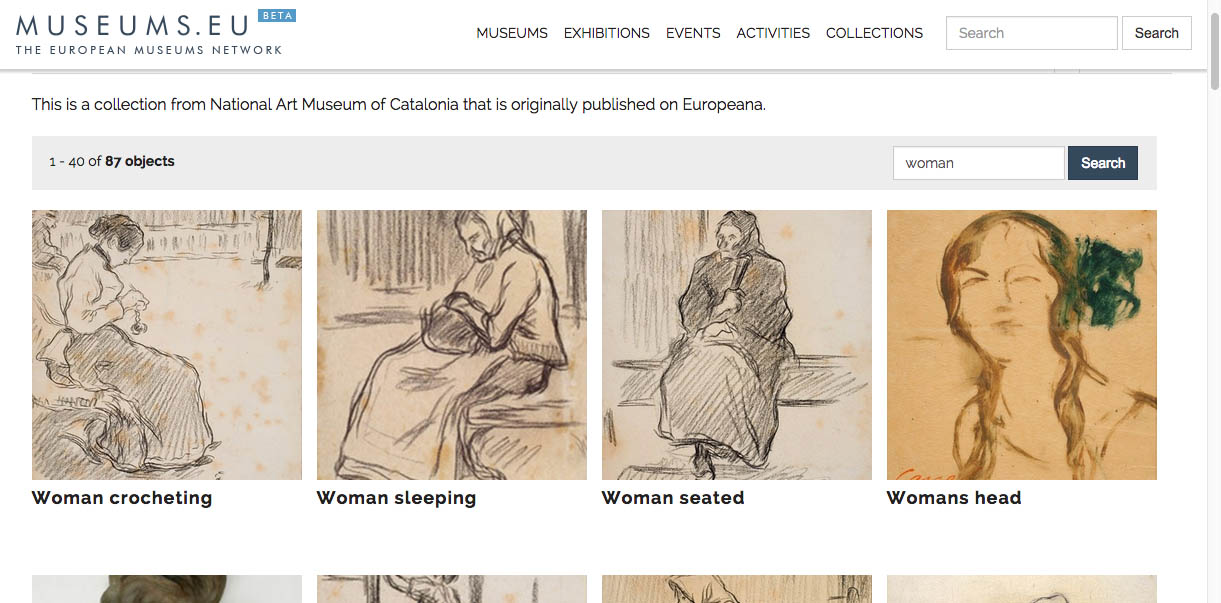 MUSEUMS.EU BETA
THE EUROPEAN MUSEUMS NETWORK
MUSEUMS EXHIBITIONS EVENTS ACTIVITIES COLLECTIONS Search Search
This is a collection from National Art Museum of Catalonia that is originally published on Europeana.
1 - 40 of 87 objects woman Search
Woman crocheting Woman sleeping Woman seated Womans head